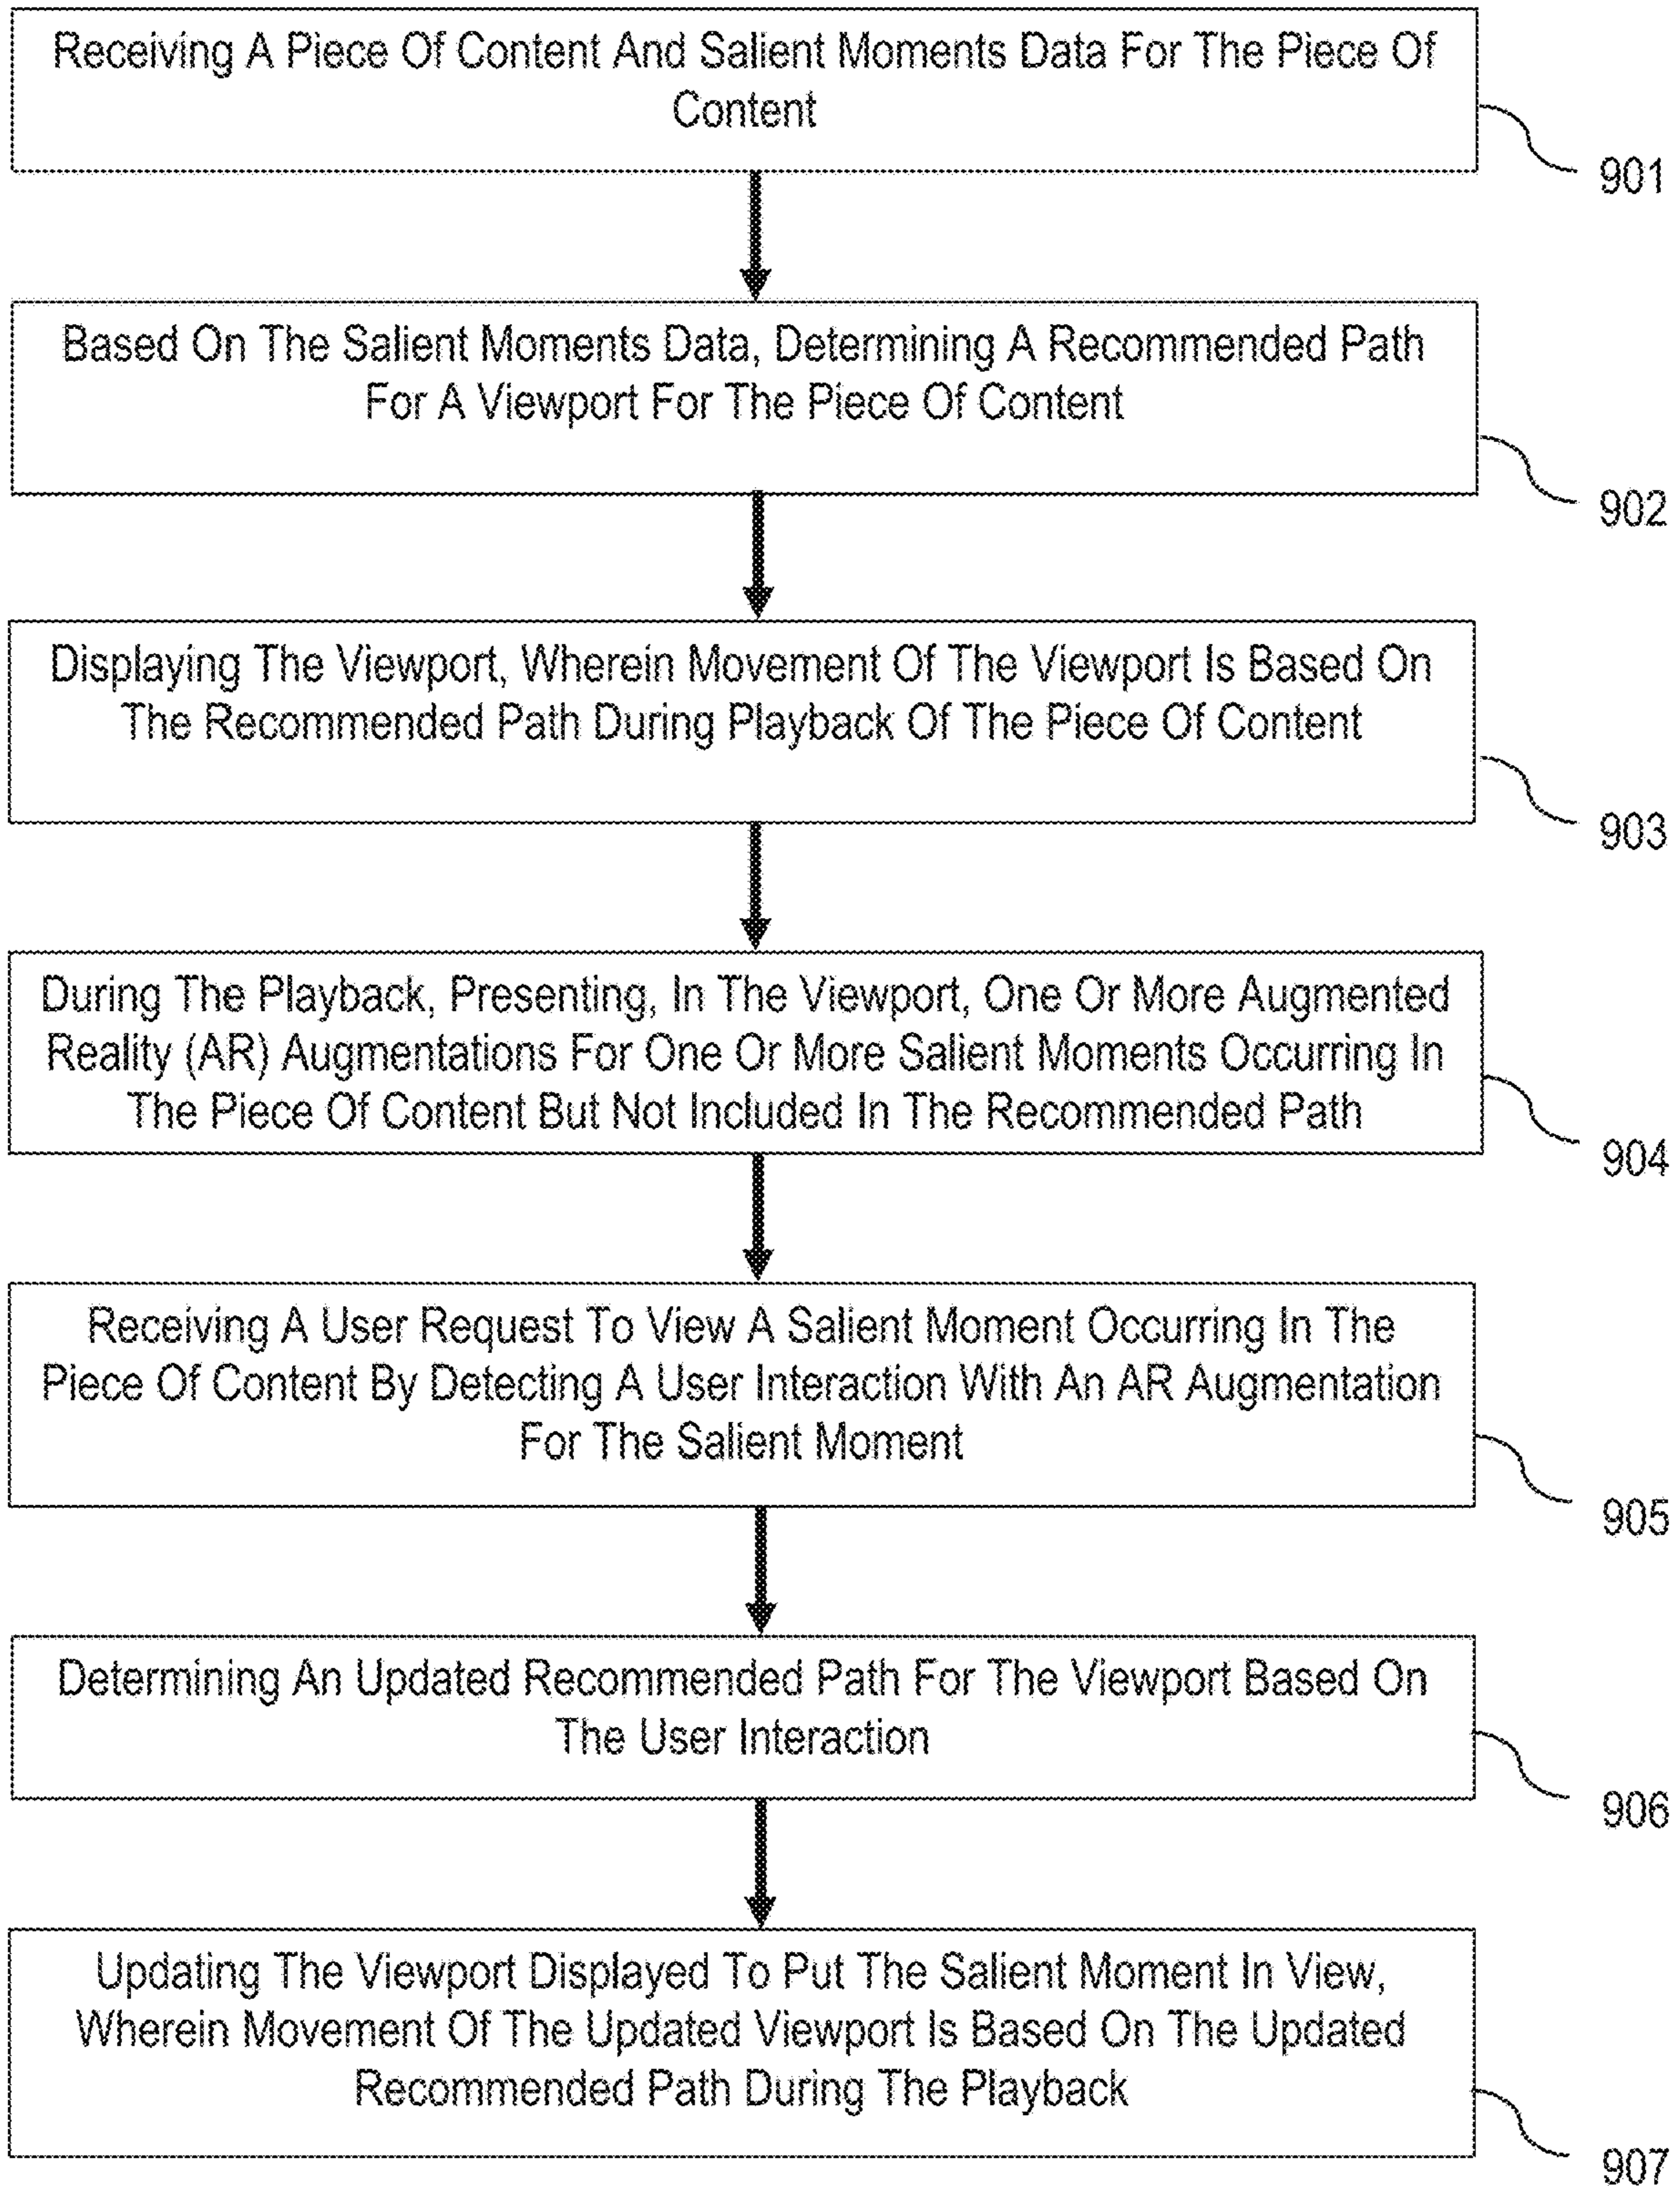 Receiving A Piece Of Content And Salient Moments Data For The Piece Of
Content
901
Based On The Salient Moments Data, Determining A Recommended Path
For A Viewport For The Piece Of Content
902
Displaying The Viewport, Wherein Movement Of The Viewport Is Based On
The Recommended Path During Playback Of The Piece Of Content
903
During The Playback, Presenting, In The Viewport, One Or More Augmented
Reality (AR) Augmentations For One Or More Salient Moments Occurring In
The Piece Of Content But Not Included In The Recommended Path
904
Receiving A User Request To View A Salient Moment Occurring In The
Piece Of Content By Detecting A User Interaction With An AR Augmentation
For The Salient Moment
905
Determining An Updated Recommended Path For The Viewport Based On
The User Interaction
906
Updating The Viewport Displayed To Put The Salient Moment In View,
Wherein Movement Of The Updated Viewport Is Based On The Updated
Recommended Path During The Playback
907